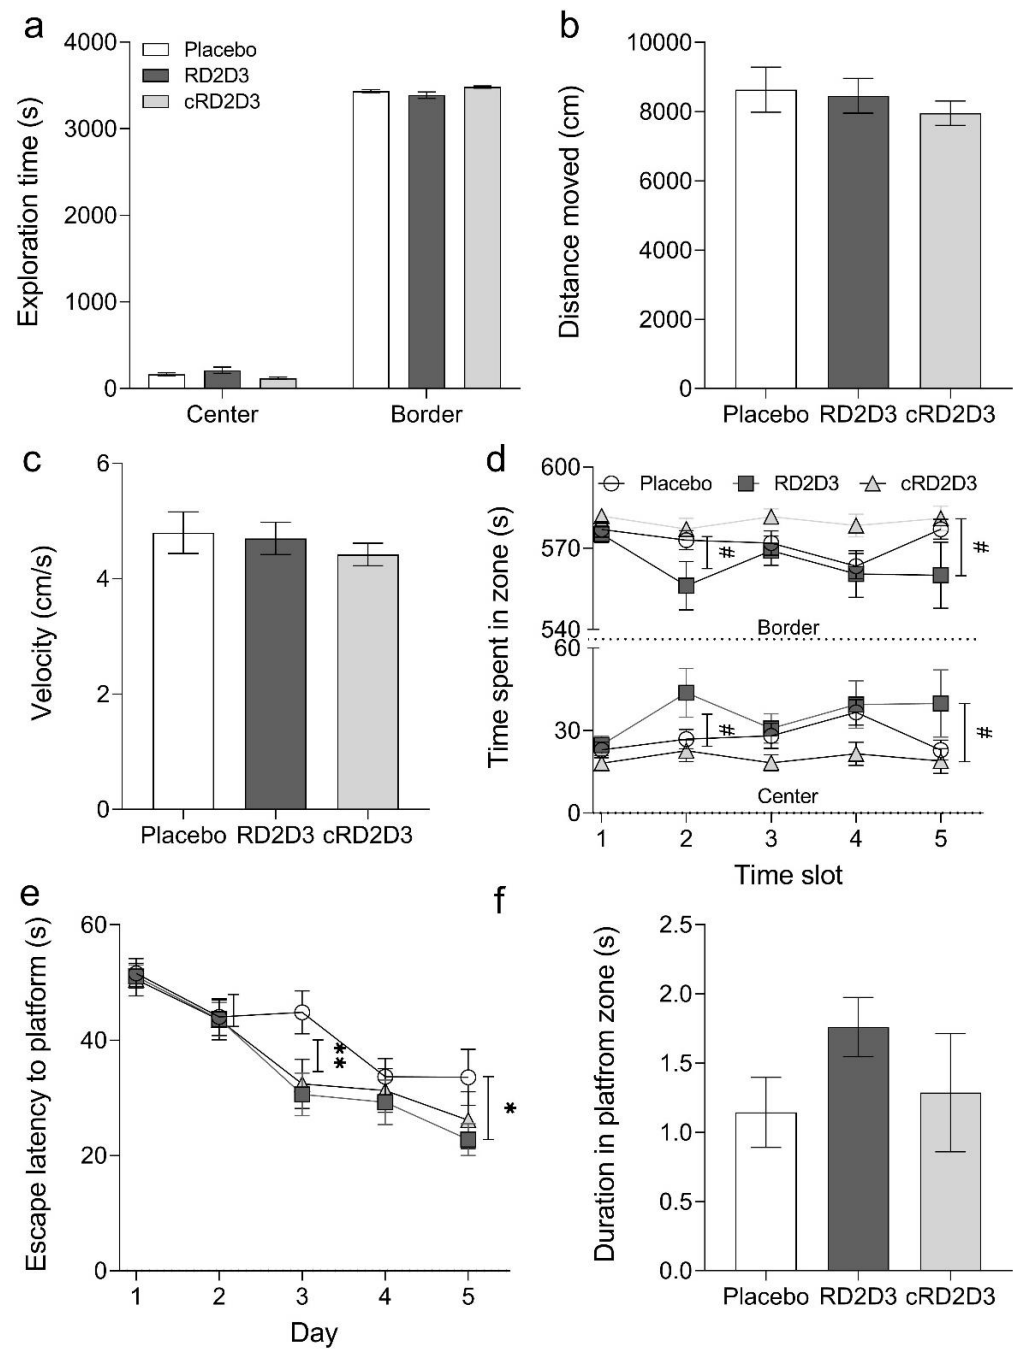 a
Exploration time (s)
4000
3000
2000
1000
0
Placebo
RD2D3
cRD2D3
Center Border
b
Distance moved (cm)
10000
8000
6000
4000
2000
0
Placebo RD2D3 cRD2D3
c
Velocity (cm/s)
6
4
2
0
Placebo RD2D3 cRD2D3
d
Time spent in zone (s)
600
570
540
60
30
0
Placebo RD2D3 cRD2D3
#
#
Border
#
#
Center
1 2 3 4 5
Time slot
e
Escape latency to platform (s)
60
40
20
0
**
*
1 2 3 4 5
Day
f
Duration in platfrom zone (s)
2.5
2.0
1.5
1.0
0.5
0.0
Placebo RD2D3 cRD2D3